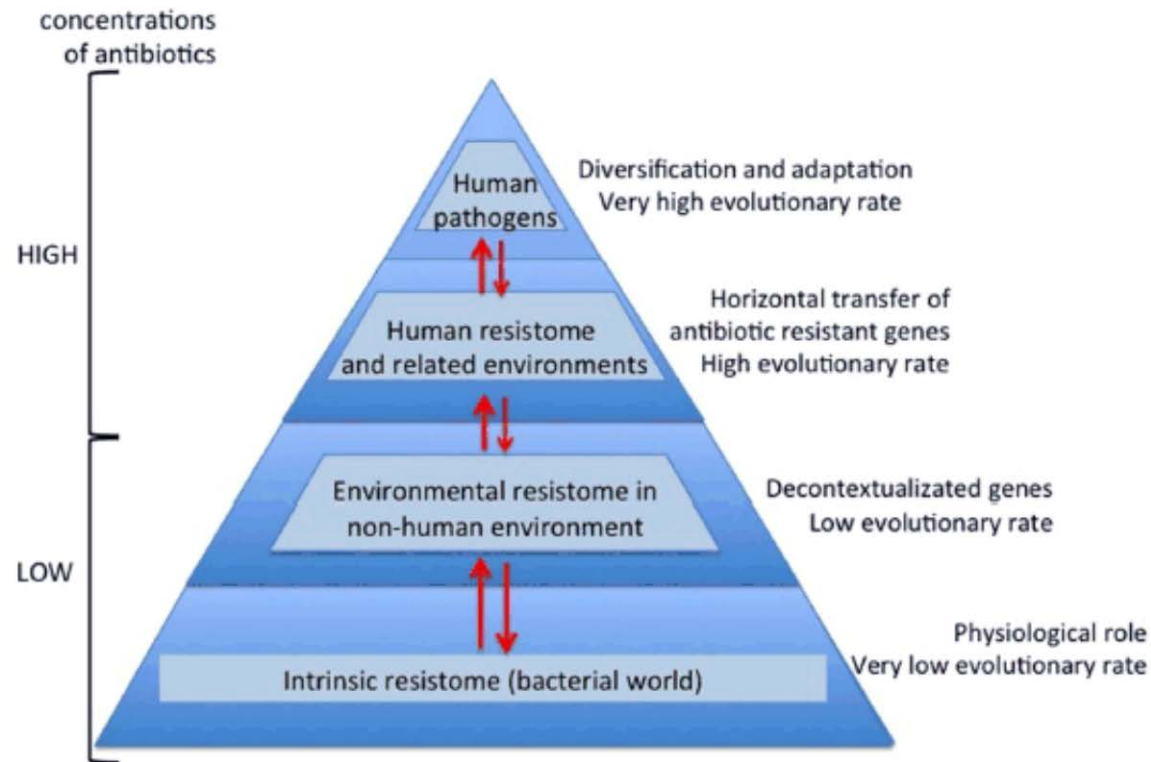 concentrations
of antibiotics
HIGH
LOW
Human
pathogens
Diversification and adaptation
Very high evolutionary rate
Human resistome
and related environments
Horizontal transfer of
antibiotic resistant genes
High evolutionary rate
Environmental resistome in
non-human environment
Decontextualizated genes
Low evolutionary rate
Intrinsic resistome (bacterial world)
Physiological role
Very low evolutionary rate